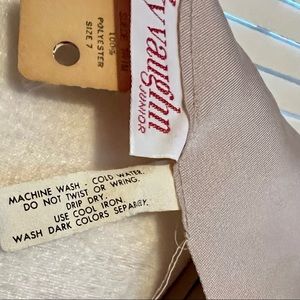 100%
POLYESTER
SIZE 7
vaughn
JUNIOR
MACHINE WASH - COLD WATER.
DO NOT TWIST OR WRING.
DRIP DRY.
USE COOL IRON.
WASH DARK COLORS SEPARATELY.